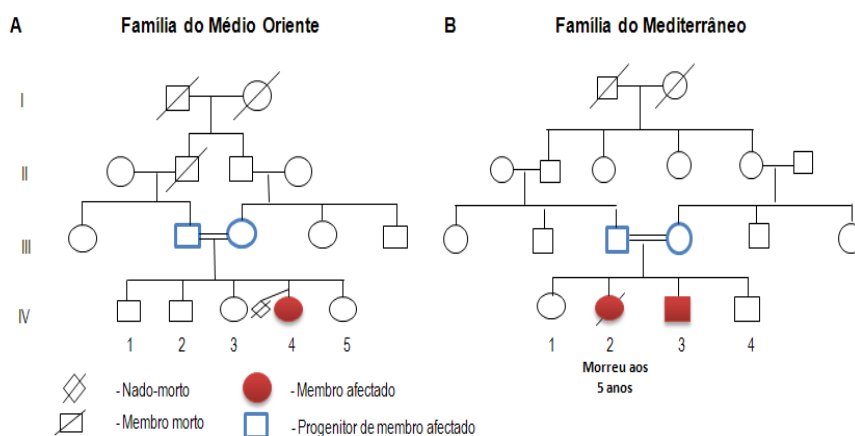 A Família do Médio Oriente B Família do Mediterrâneo
I
II
III
IV
1 2 3 4 5 1 2 3 4
Morreu aos
5 anos
- Nado-morto - Membro afectado
- Membro morto - Progenitor de membro afectado